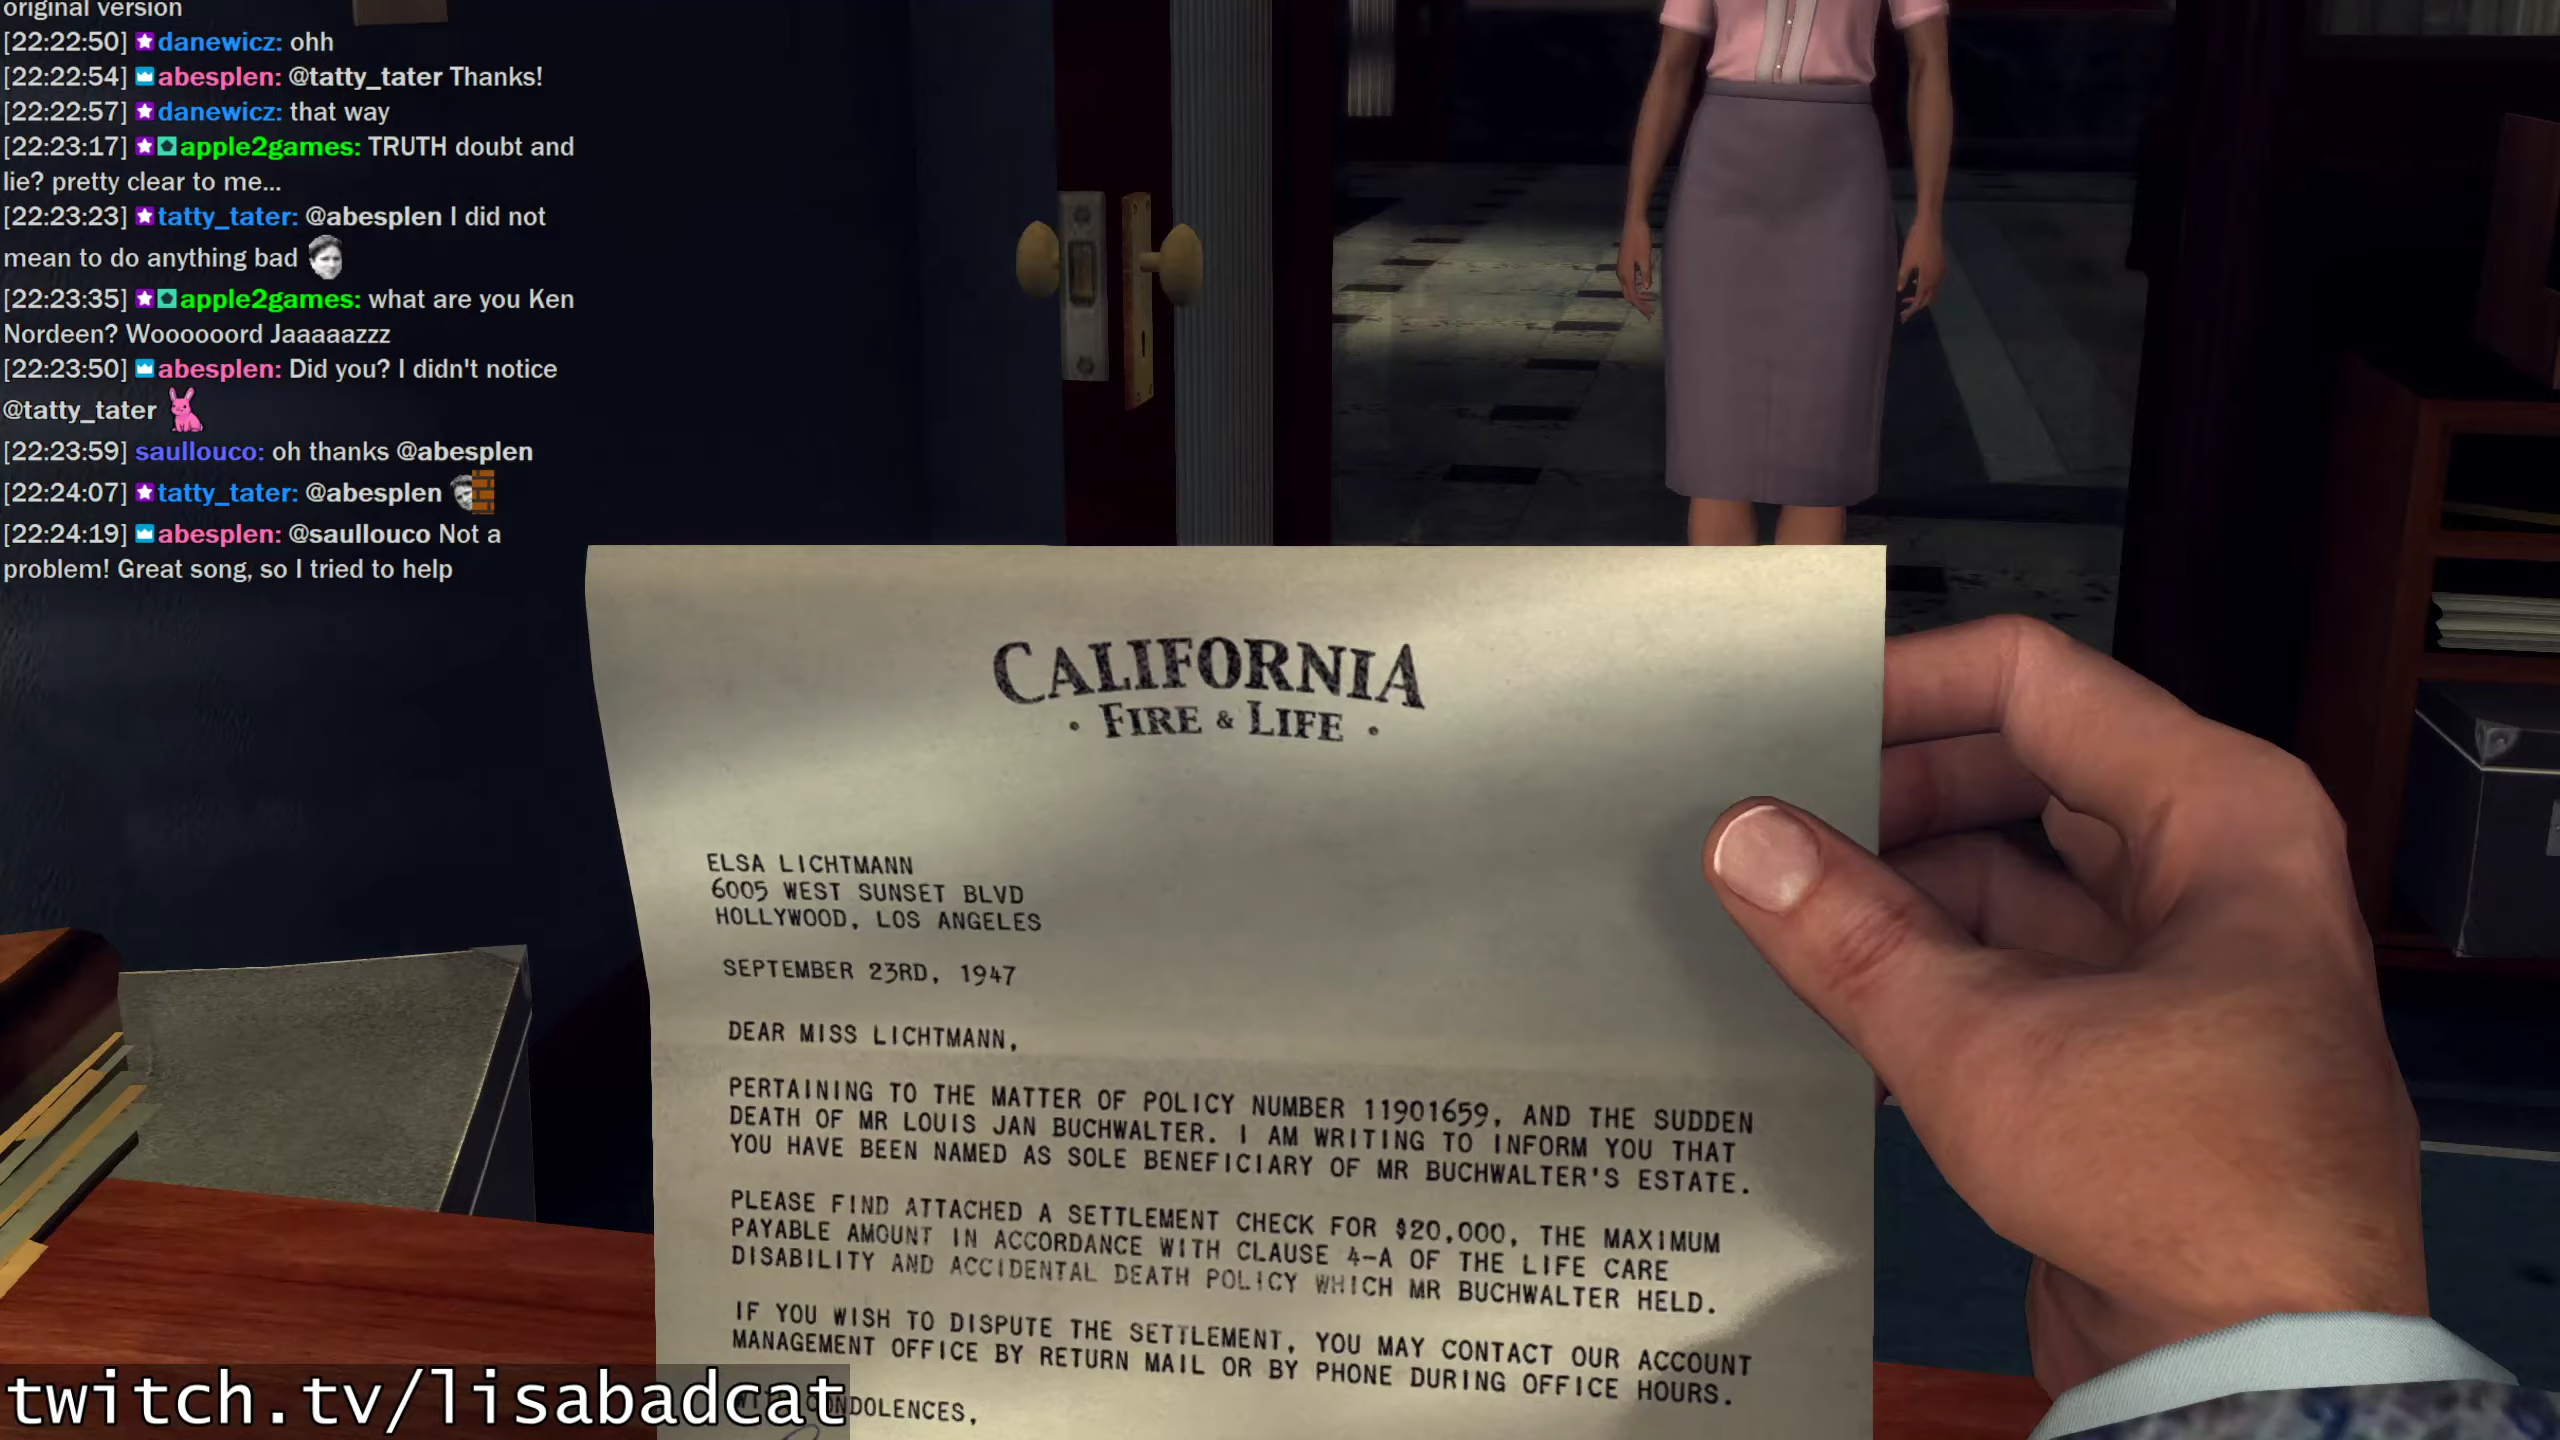 original version
[22:22:50] danewicz: ohh
[22:22:54] abesplen: @tatty_tater Thanks!
[22:22:57] danewicz: that way
[22:23:17] apple2games: TRUTH doubt and
lie? pretty clear to me...
[22:23:23] tatty_tater: @abesplen I did not
mean to do anything bad
[22:23:35] apple2games: what are you Ken
Nordeen? Woooooord Jaaaaazzz
[22:23:50] abesplen: Did you? I didn't notice
@tatty_tater
[22:23:59] saullouco: oh thanks @abesplen
[22:24:07] tatty_tater: @abesplen
[22:24:19] abesplen: @saullouco Not a
problem! Great song, so I tried to help
CALIFORNIA
· FIRE & LIFE ·
ELSA LICHTMANN
6005 WEST SUNSET BLVD
HOLLYWOOD, LOS ANGELES
SEPTEMBER 23RD, 1947
DEAR MISS LICHTMANN,
PERTAINING TO THE MATTER OF POLICY NUMBER 11901659, AND THE SUDDEN
DEATH OF MR LOUIS JAN BUCHWALTER. I AM WRITING TO INFORM YOU THAT
YOU HAVE BEEN NAMED AS SOLE BENEFICIARY OF MR BUCHWALTER'S ESTATE.
PLEASE FIND ATTACHED A SETTLEMENT CHECK FOR $20,000, THE MAXIMUM
PAYABLE AMOUNT IN ACCORDANCE WITH CLAUSE 4-A OF THE LIFE CARE
DISABILITY AND ACCIDENTAL DEATH POLICY WHICH MR BUCHWALTER HELD.
IF YOU WISH TO DISPUTE THE SETTLEMENT, YOU MAY CONTACT OUR ACCOUNT
MANAGEMENT OFFICE BY RETURN MAIL OR BY PHONE DURING OFFICE HOURS.
WITH CONDOLENCES,
twitch.tv/lisabadcat